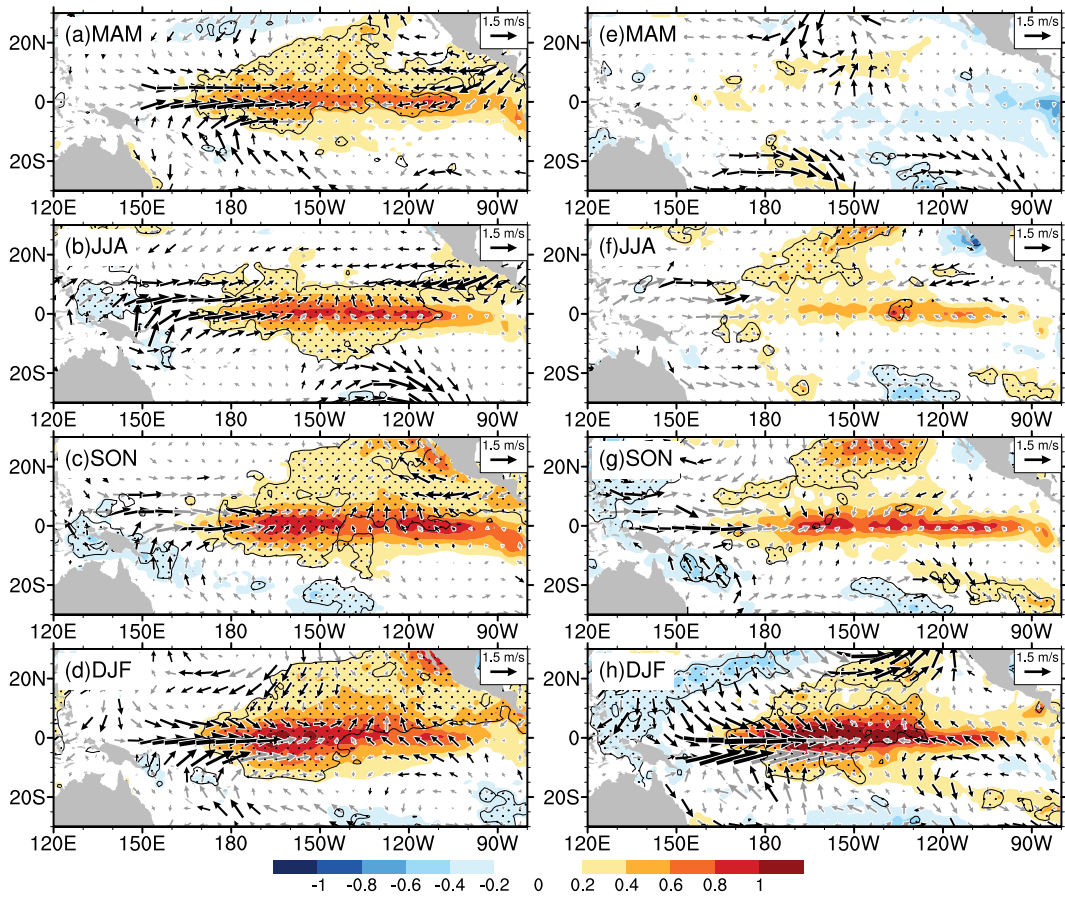 (a)MAM 1.5 m/s (e)MAM 1.5 m/s
20N 20N
0 0
20S 20S
120E 150E 180 150W 120W 90W 120E 150E 180 150W 120W 90W
(b)JJA 1.5 m/s (f)JJA 1.5 m/s
20N 20N
0 0
20S 20S
120E 150E 180 150W 120W 90W 120E 150E 180 150W 120W 90W
(c)SON 1.5 m/s (g)SON 1.5 m/s
20N 20N
0 0
20S 20S
120E 150E 180 150W 120W 90W 120E 150E 180 150W 120W 90W
(d)DJF 1.5 m/s (h)DJF 1.5 m/s
20N 20N
0 0
20S 20S
120E 150E 180 150W 120W 90W 120E 150E 180 150W 120W 90W
-1 -0.8 -0.6 -0.4 -0.2 0 0.2 0.4 0.6 0.8 1